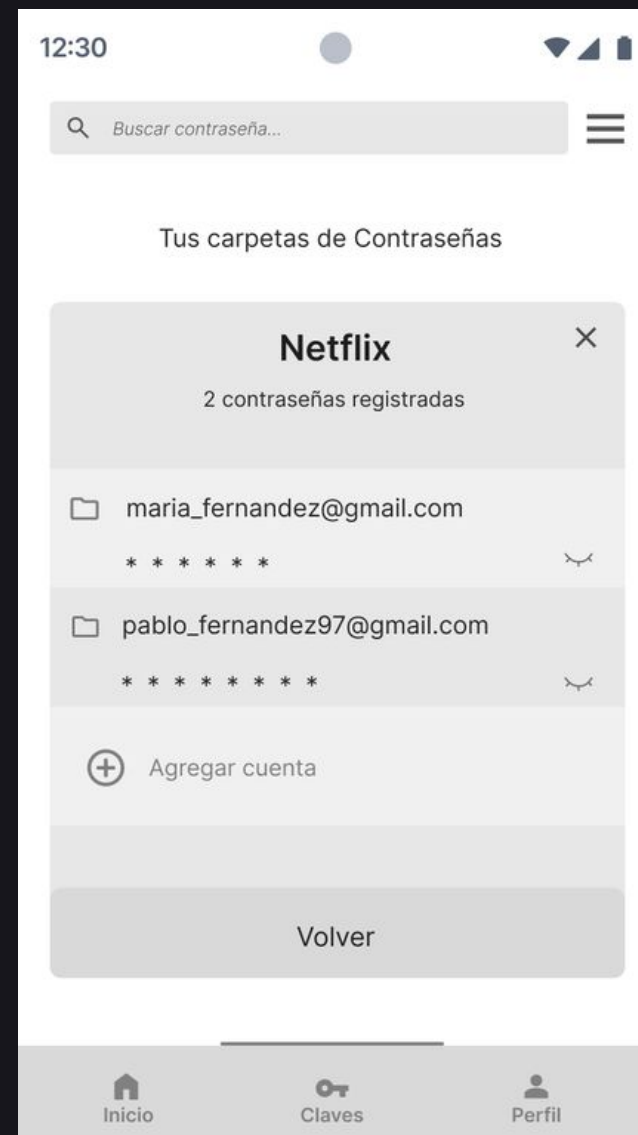 12:30
Buscar contraseña...
Tus carpetas de Contraseñas
Netflix
2 contraseñas registradas
maria_fernandez@gmail.com
* * * * * *
pablo_fernandez97@gmail.com
* * * * * * * *
Agregar cuenta
Volver
Inicio Claves Perfil